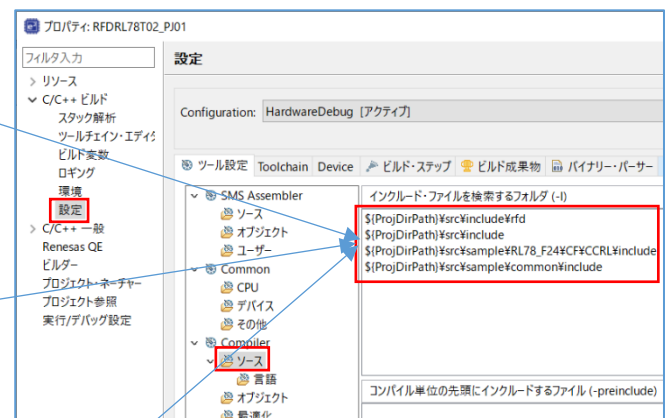 プロパティ: RFDRL78T02_PJ01
フィルタ入力
設定
リソース
C/C++ ビルド
スタック解析
ツールチェイン・エディタ
ビルド変数
ロギング
環境
設定
C/C++ 一般
Renesas QE
ビルダー
プロジェクト・ネーチャー
プロジェクト参照
実行/デバッグ設定
Configuration: HardwareDebug [アクティブ]
ツール設定 Toolchain Device ビルド・ステップ ビルド成果物 バイナリー・パーサー
SMS Assembler
ソース
オブジェクト
ユーザー
Common
CPU
デバイス
その他
Compiler
ソース
言語
オブジェクト
最適化
インクルード・ファイルを検索するフォルダ (-I)
${ProjDirPath}¥src¥include¥rfd
${ProjDirPath}¥src¥include
${ProjDirPath}¥src¥sample¥RL78_F24¥CF¥CCRL¥include
${ProjDirPath}¥src¥sample¥common¥include
コンパイル単位の先頭にインクルードするファイル (-preinclude)